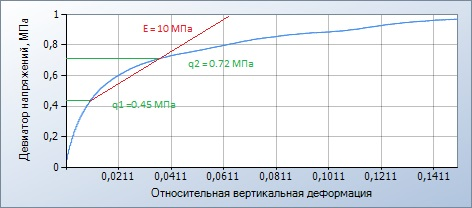 1
E = 10 МПа
0,8
q2 = 0.72 МПа
0,6
0,4
q1 =0.45 МПа
0,2
0
Девиатор напряжений, МПа
0,0211
0,0411
0,0611
0,0811
0,1011
0,1211
0,1411
Относительная вертикальная деформация